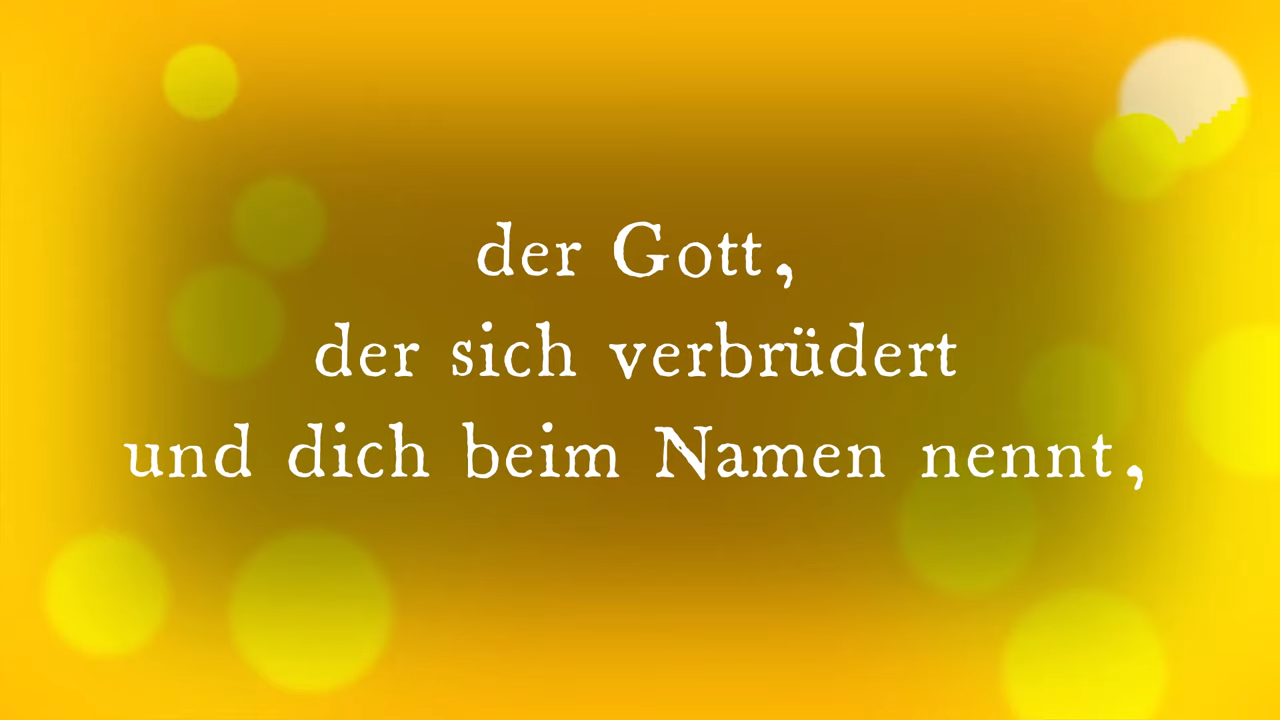 der Gott,
der sich verbrüdert
und dich beim Namen nennt,